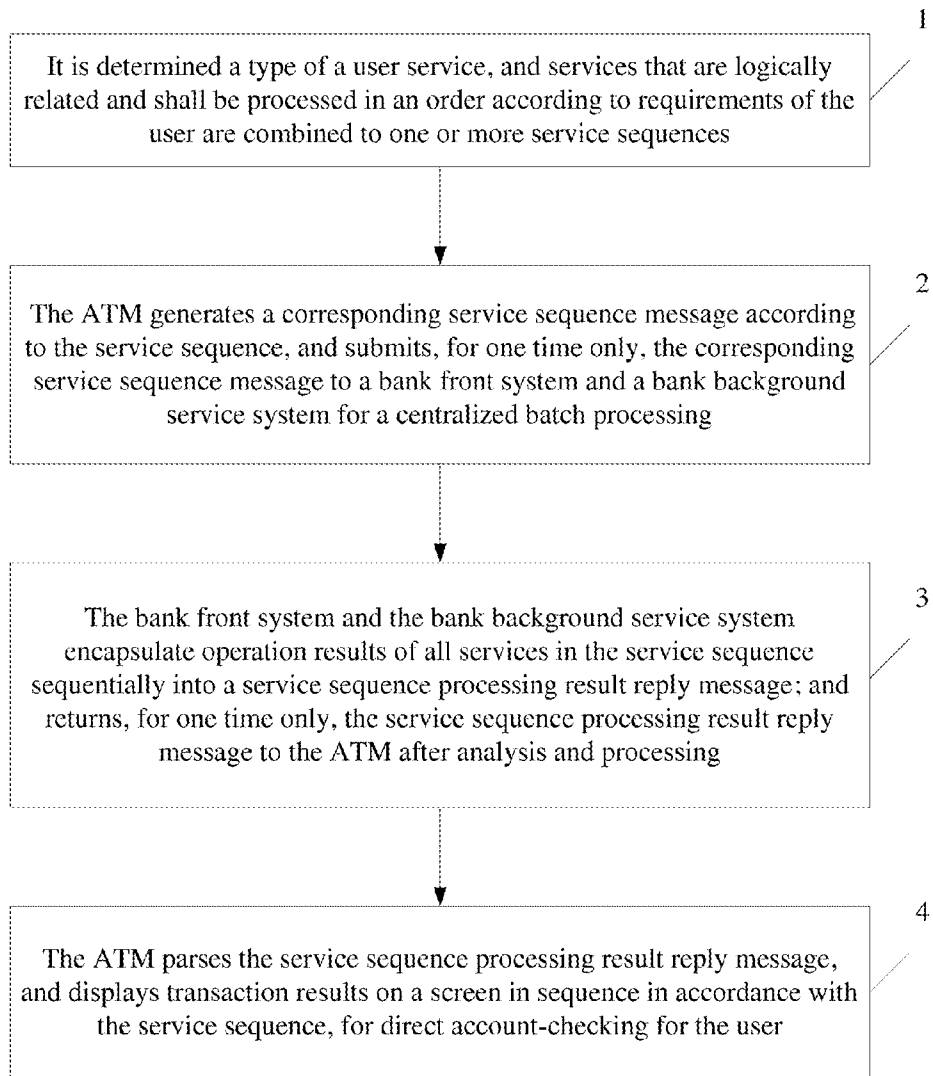 1
It is determined a type of a user service, and services that are logically
related and shall be processed in an order according to requirements of the
user are combined to one or more service sequences
2
The ATM generates a corresponding service sequence message according
to the service sequence, and submits, for one time only, the corresponding
service sequence message to a bank front system and a bank background
service system for a centralized batch processing
3
The bank front system and the bank background service system
encapsulate operation results of all services in the service sequence
sequentially into a service sequence processing result reply message; and
returns, for one time only, the service sequence processing result reply
message to the ATM after analysis and processing
4
The ATM parses the service sequence processing result reply message,
and displays transaction results on a screen in sequence in accordance with
the service sequence, for direct account-checking for the user